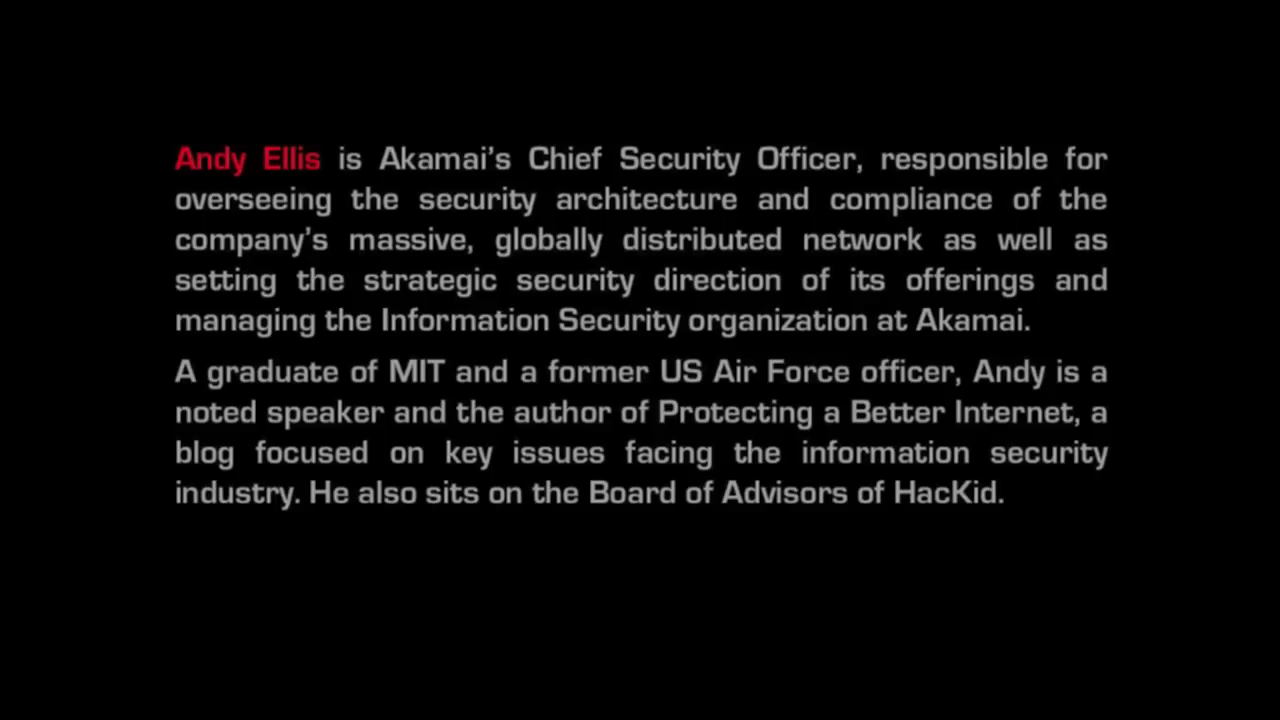 Andy Ellis is Akamai's Chief Security Officer, responsible for
overseeing the security architecture and compliance of the
company's massive, globally distributed network as well as
setting the strategic security direction of its offerings and
managing the Information Security organization at Akamai.
A graduate of MIT and a former US Air Force officer, Andy is a
noted speaker and the author of Protecting a Better Internet, a
blog focused on key issues facing the information security
industry. He also sits on the Board of Advisors of HacKid.